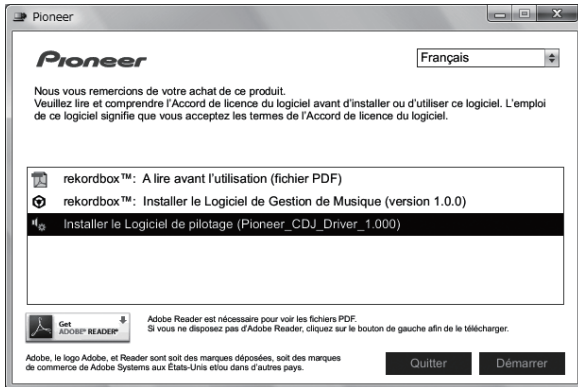 Pioneer
Pioneer
Français
Nous vous remercions de votre achat de ce produit.
Veuillez lire et comprendre l'Accord de licence du logiciel avant d'installer ou d'utiliser ce logiciel. L'emploi
de ce logiciel signifie que vous acceptez les termes de l'Accord de licence du logiciel.
rekordbox™: A lire avant l'utilisation (fichier PDF)
rekordbox™: Installer le Logiciel de Gestion de Musique (version 1.0.0)
Installer le Logiciel de pilotage (Pioneer_CDJ_Driver_1.000)
Get
ADOBE® READER®
Adobe Reader est nécessaire pour voir les fichiers PDF.
Si vous ne disposez pas d'Adobe Reader, cliquez sur le bouton de gauche afin de le télécharger.
Adobe, le logo Adobe, et Reader sont soit des marques déposées, soit des marques
de commerce de Adobe Systems aux États-Unis et/ou dans d'autres pays.
Quitter
Démarrer